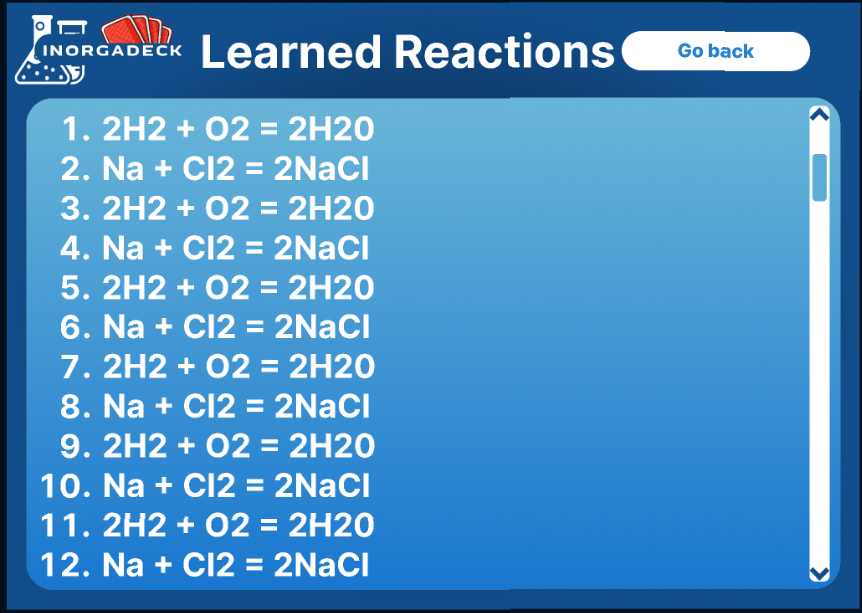 INORGADECK
Learned Reactions
Go back
1. 2H2 + O2 = 2H20
2. Na + Cl2 = 2NaCl
3. 2H2 + O2 = 2H20
4. Na + Cl2 = 2NaCl
5. 2H2 + O2 = 2H20
6. Na + Cl2 = 2NaCl
7. 2H2 + O2 = 2H20
8. Na + Cl2 = 2NaCl
9. 2H2 + O2 = 2H20
10. Na + Cl2 = 2NaCl
11. 2H2 + O2 = 2H20
12. Na + Cl2 = 2NaCl